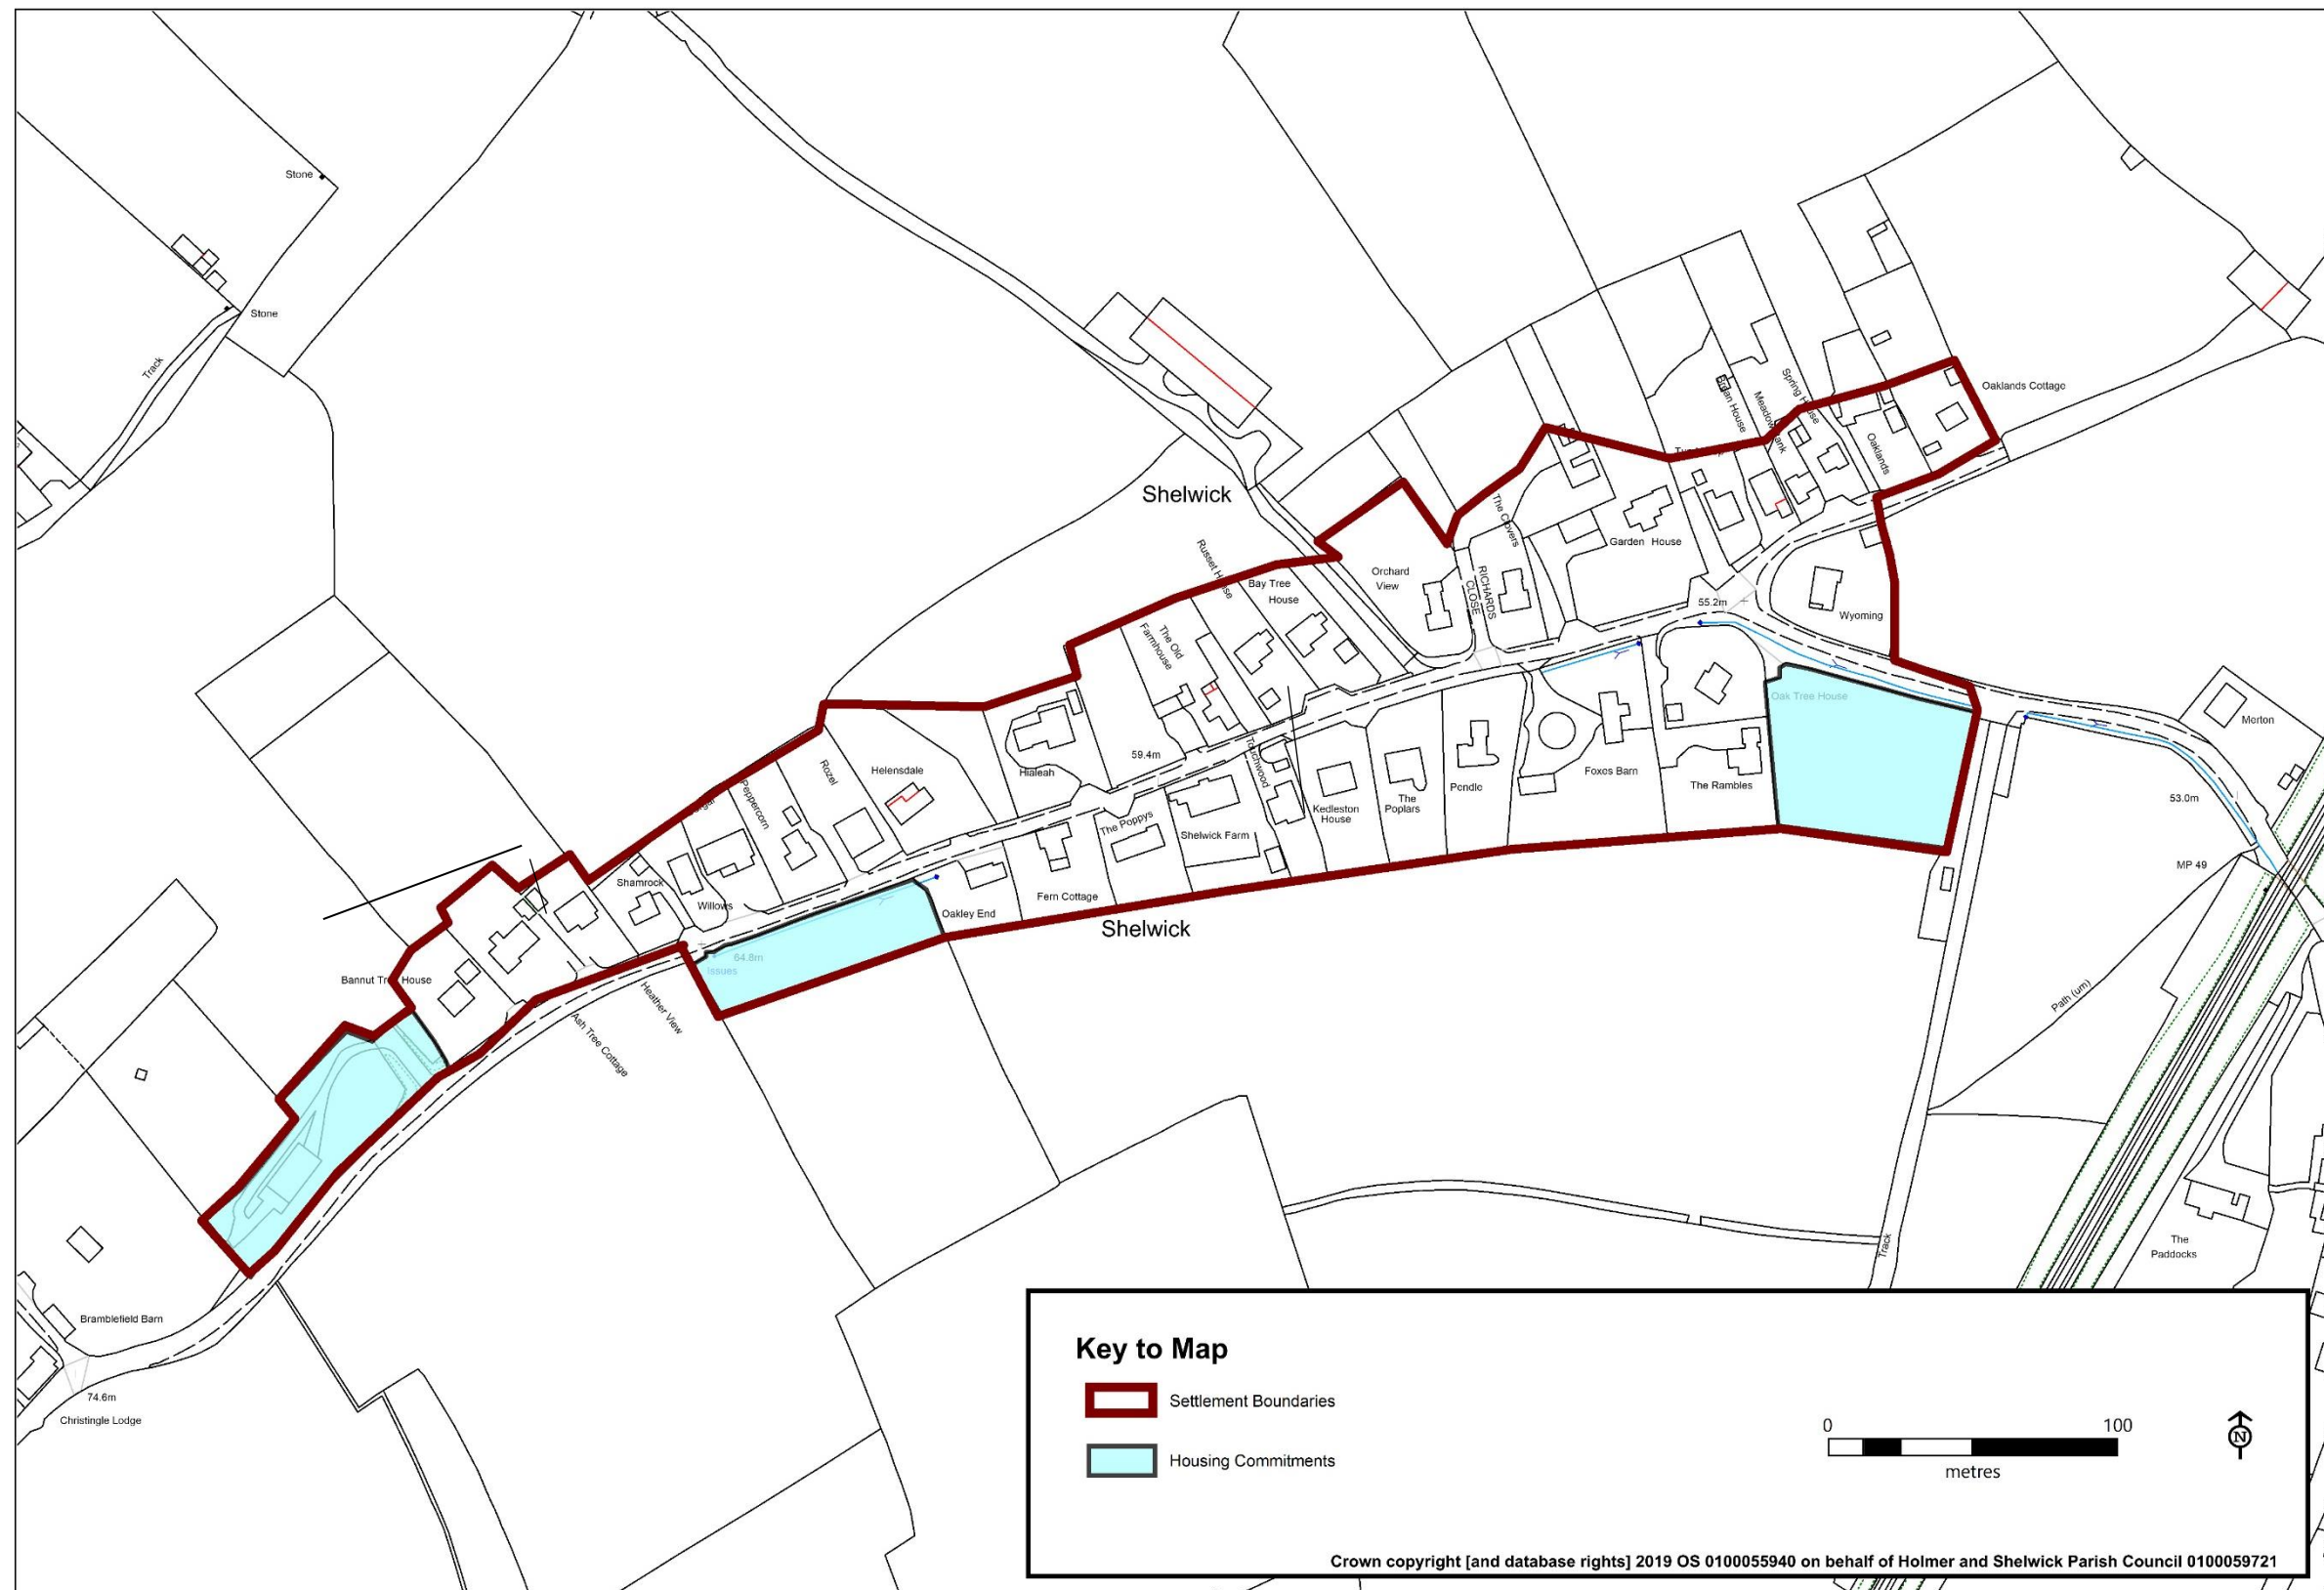 Stone
Stone
Track
Oaklands Cottage
Spring House
Meadow Bank
Oaklands
Shelwick
The Clovers
Garden House
Russet House
Orchard
View
Bay Tree
House
RICHARDS
CLOSE
55.2m
Wyoming
The Old
Farmhouse
Oak Tree House
Merton
59.4m
Rozel
Helensdale
Hialeah
Touchwood
Foxes Barn
The Rambles
Pendle
Peppercorn
The
Poplars
Kedleston
House
53.0m
The Poppys
Shelwick Farm
MP 49
Shamrock
Willows
Fern Cottage
Oakley End
Shelwick
64.8m
Issues
Bannut Tree House
Heather View
Ash Tree Cottage
Path (um)
Track
The
Paddocks
Bramblefield Barn
74.6m
Christingle Lodge
Key to Map
Settlement Boundaries
Housing Commitments
0 100
metres
N
Crown copyright [and database rights] 2019 OS 0100055940 on behalf of Holmer and Shelwick Parish Council 0100059721